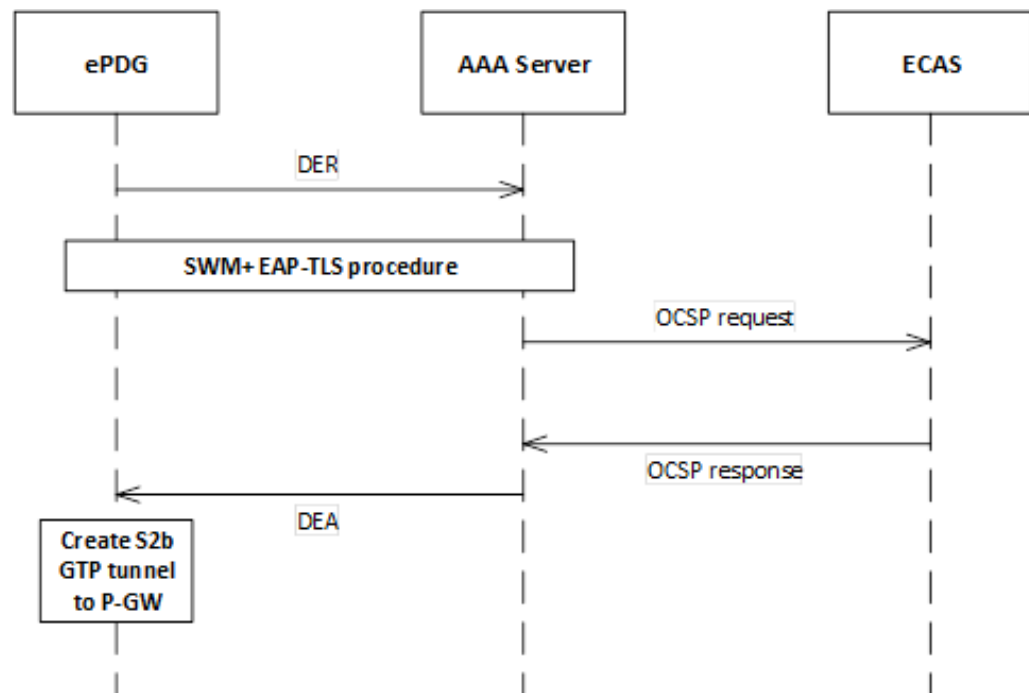 ePDG
AAA Server
ECAS
DER
SWM+ EAP-TLS procedure
OCSP request
OCSP response
DEA
Create S2b
GTP tunnel
to P-GW